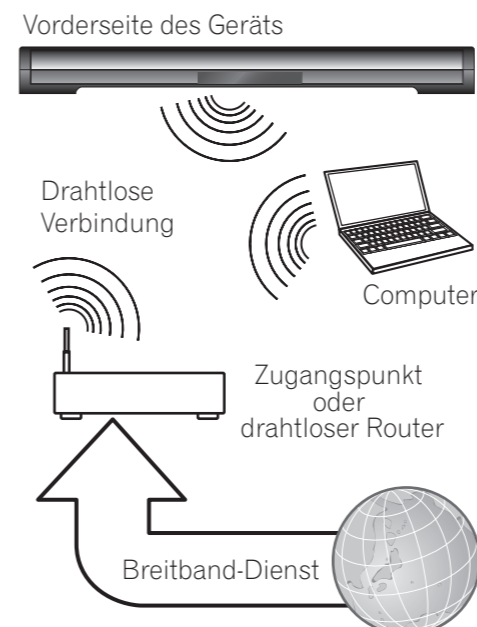 Vorderseite des Geräts
Drahtlose
Verbindung
Computer
Zugangspunkt
oder
drahtloser Router
Breitband-Dienst